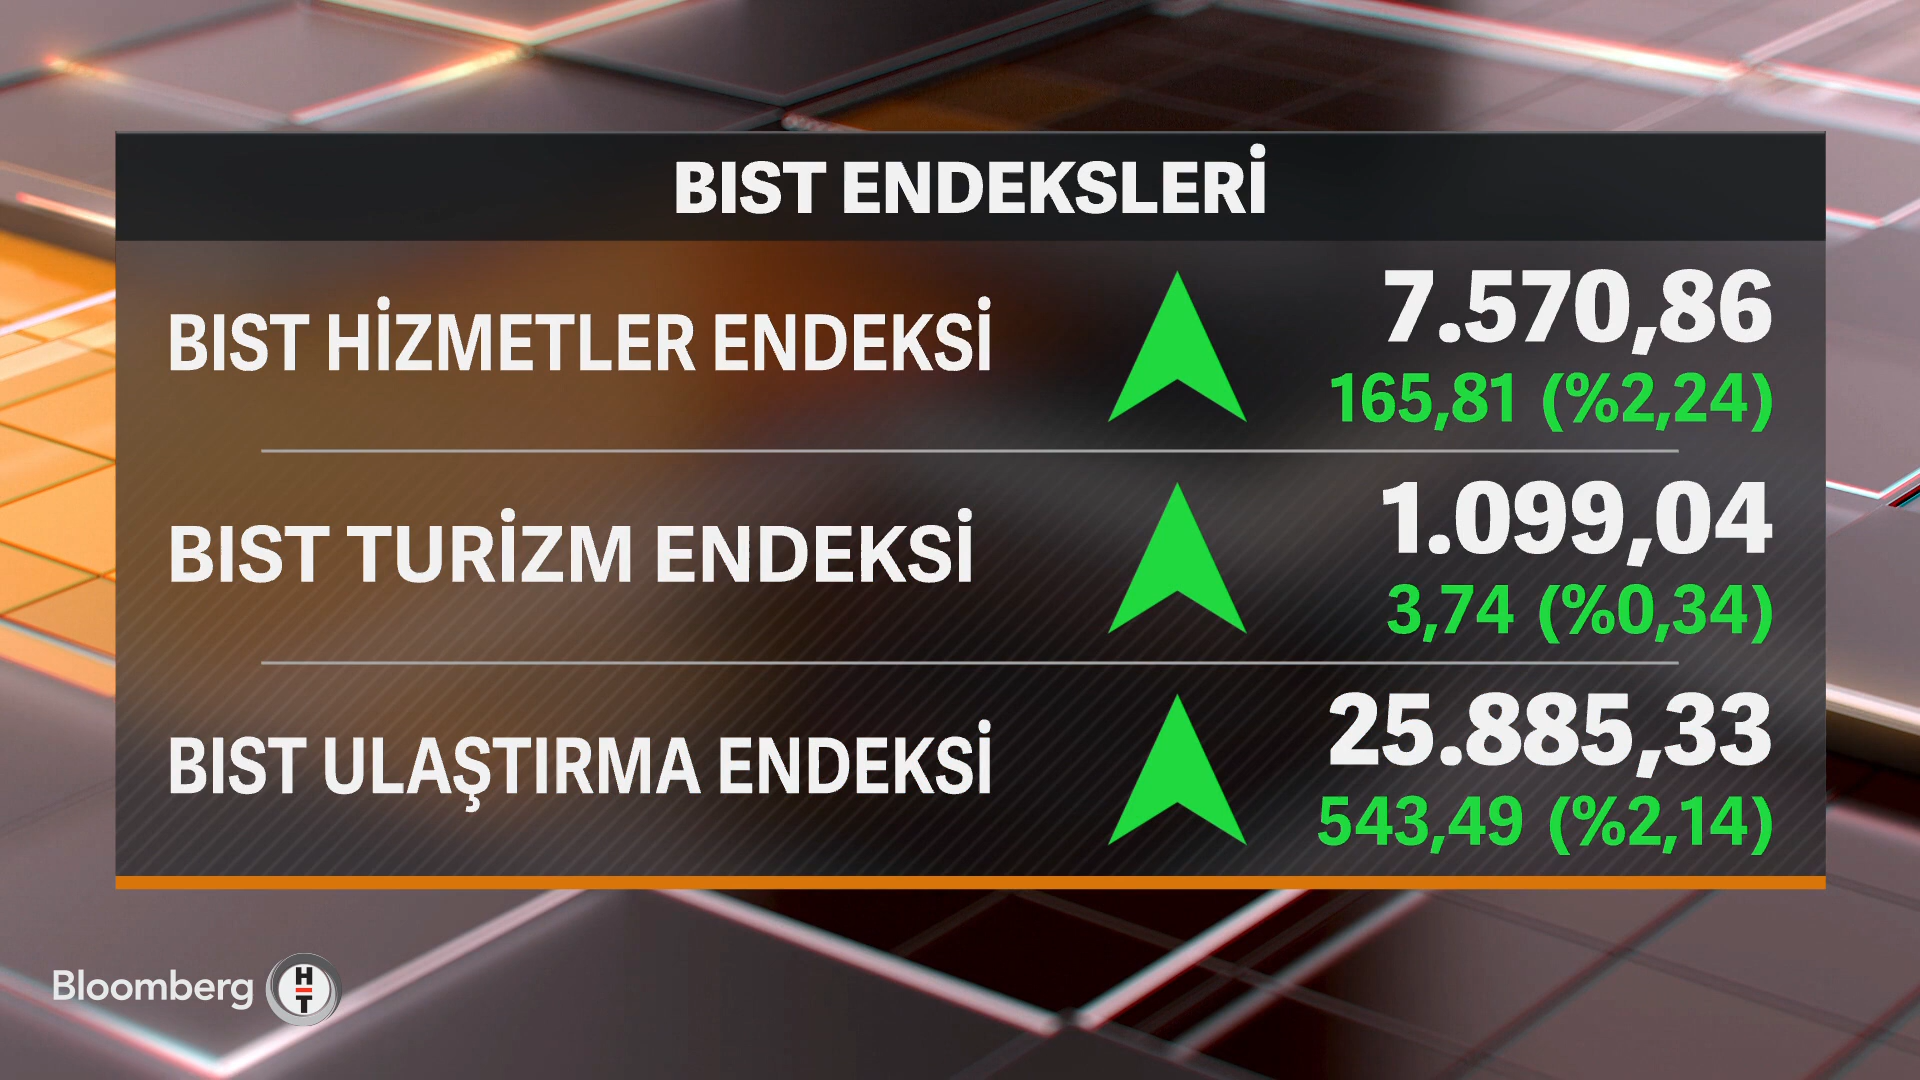 BIST ENDEKSLERİ
BIST HİZMETLER ENDEKSİ
7.570,86
165,81 (%2,24)
BIST TURİZM ENDEKSİ
1.099,04
3,74 (%0,34)
BIST ULAŞTIRMA ENDEKSİ
25.885,33
543,49 (%2,14)
Bloomberg HT